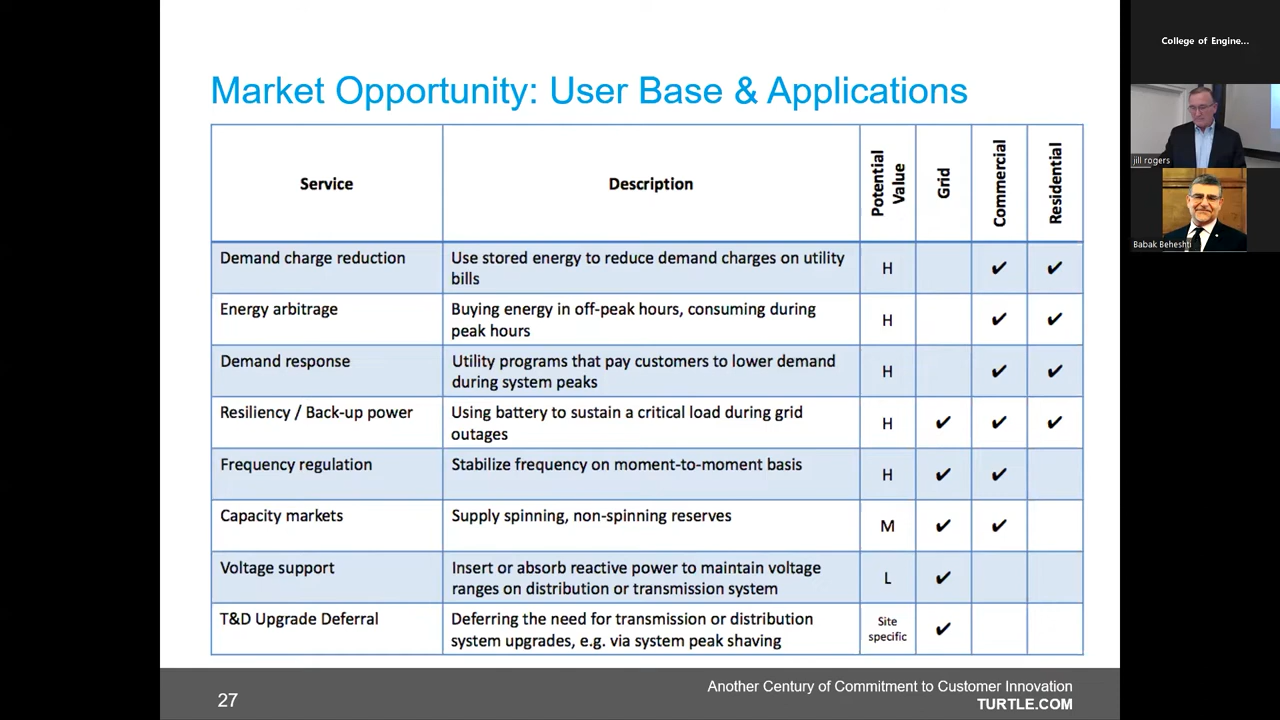 Market Opportunity: User Base & Applications
Service
Description
Potential
Value
Grid
Commercial
Residential
Demand charge reduction
Use stored energy to reduce demand charges on utility
bills
H
✔
✔
Energy arbitrage
Buying energy in off-peak hours, consuming during
peak hours
H
✔
✔
Demand response
Utility programs that pay customers to lower demand
during system peaks
H
✔
✔
Resiliency / Back-up power
Using battery to sustain a critical load during grid
outages
H
✔
✔
✔
Frequency regulation
Stabilize frequency on moment-to-moment basis
H
✔
✔
Capacity markets
Supply spinning, non-spinning reserves
M
✔
✔
Voltage support
Insert or absorb reactive power to maintain voltage
ranges on distribution or transmission system
L
✔
T&D Upgrade Deferral
Deferring the need for transmission or distribution
system upgrades, e.g. via system peak shaving
Site
specific
✔
27
Another Century of Commitment to Customer Innovation
TURTLE.COM
College of Engine...
jill rogers
Babak Beheshti